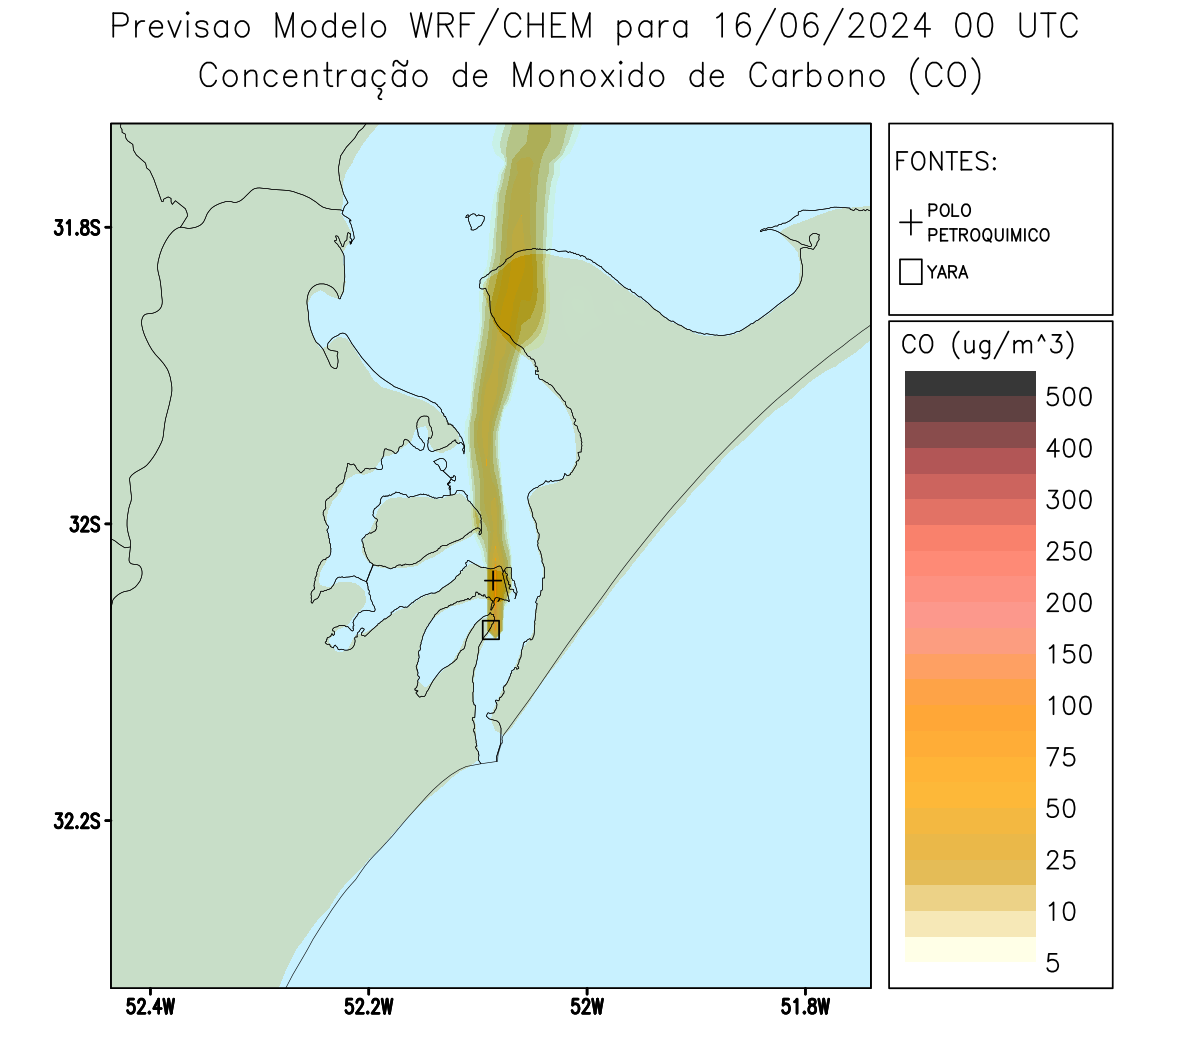 Previsao Modelo WRF/CHEM para 16/06/2024 00 UTC
Concentração de Monoxido de Carbono (CO)
FONTES:
POLO
PETROQUIMICO
YARA
31.8S
32S
32.2S
52.4W
52.2W
52W
51.8W
CO (ug/m^3)
500
400
300
250
200
150
100
75
50
25
10
5